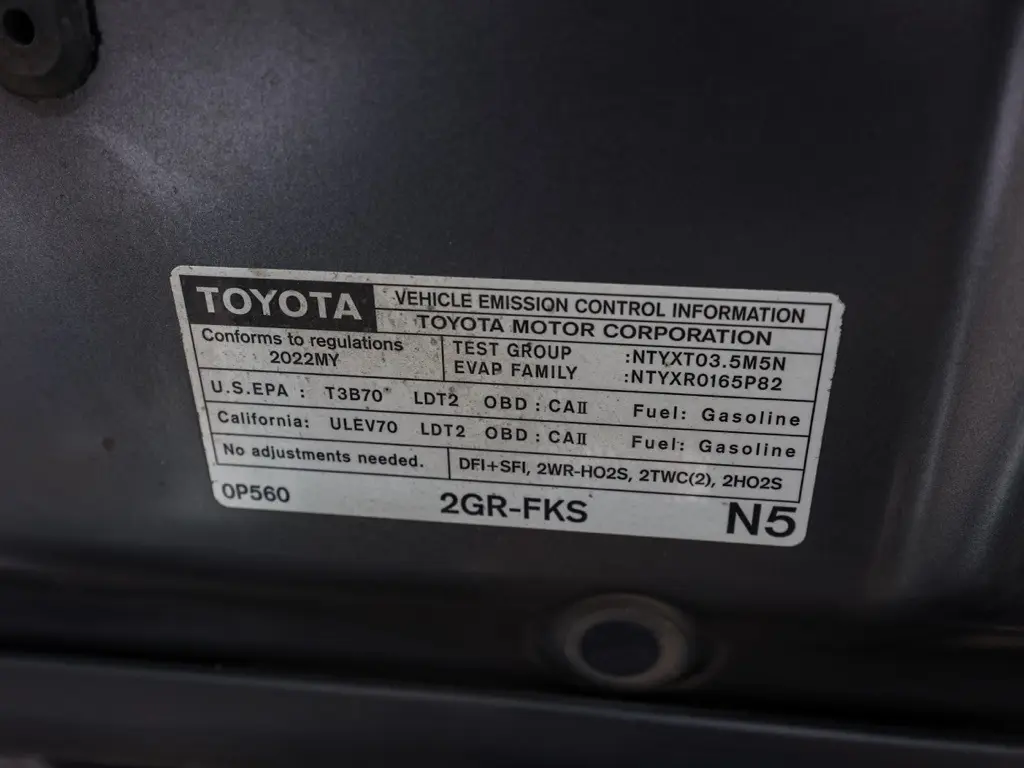 TOYOTA VEHICLE EMISSION CONTROL INFORMATION
TOYOTA MOTOR CORPORATION
Conforms to regulations
2022MY
TEST GROUP :NTYXT03.5M5N
EVAP FAMILY :NTYXR0165P82
U.S.EPA : T3B70 LDT2 OBD : CAⅡ Fuel: Gasoline
California: ULEV70 LDT2 OBD : CAⅡ Fuel: Gasoline
No adjustments needed. DFI+SFI, 2WR-HO2S, 2TWC(2), 2HO2S
0P560 2GR-FKS N5